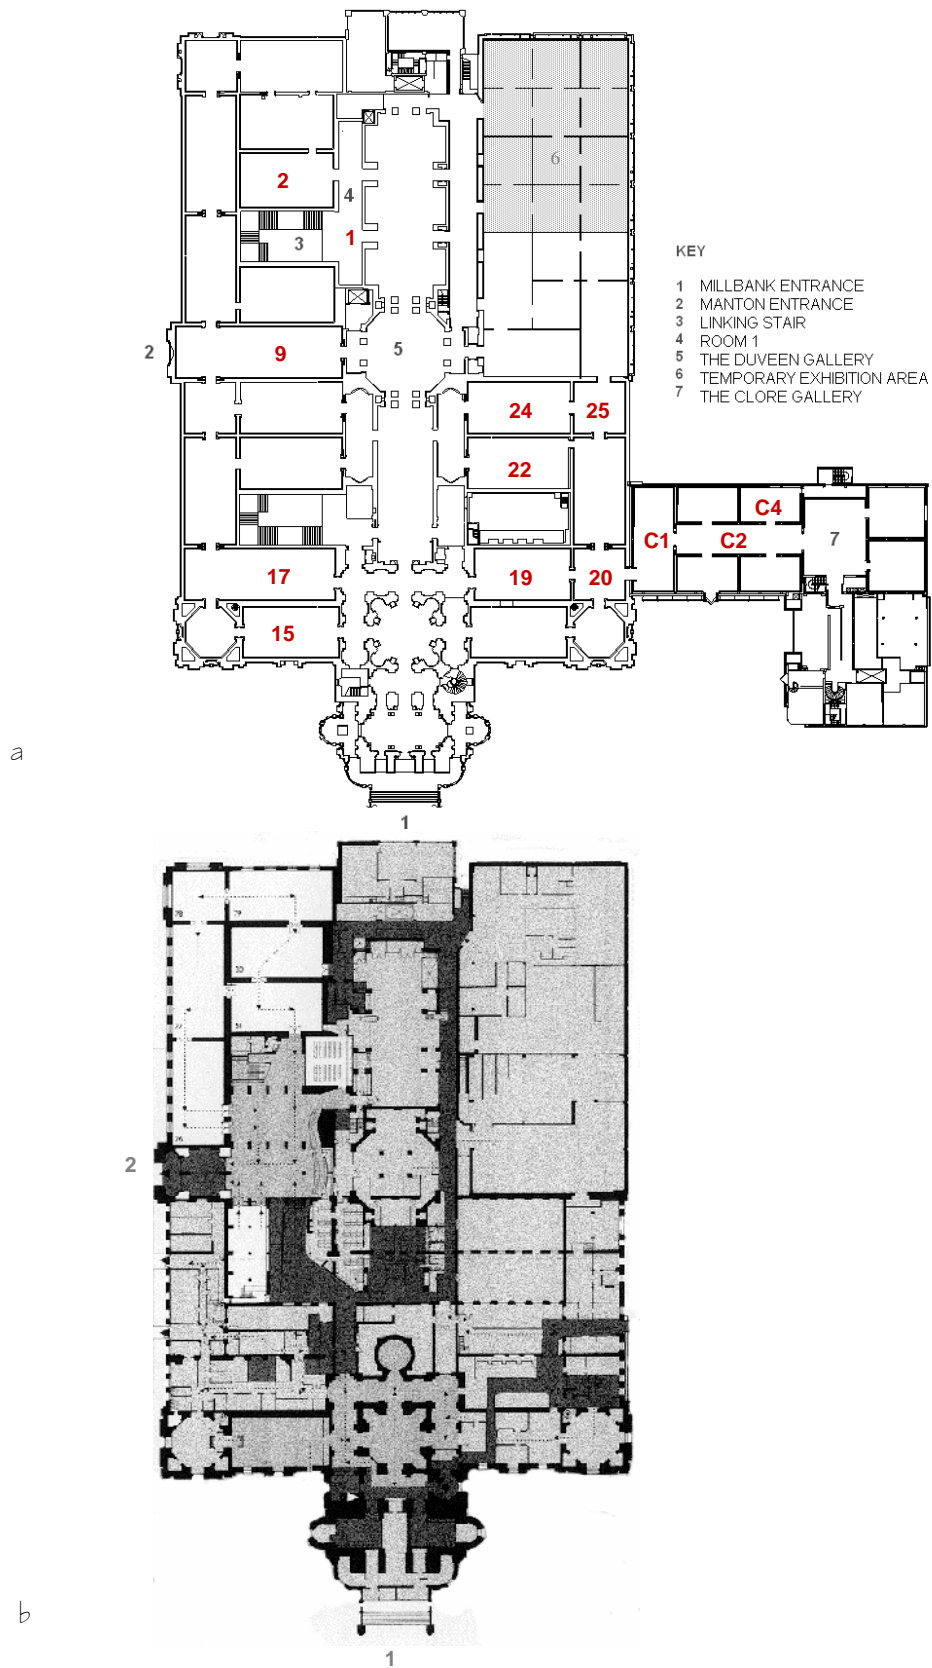 6
2
4
1
3
KEY
1 MILLBANK ENTRANCE
2 MANTON ENTRANCE
3 LINKING STAIR
4 ROOM 1
5 THE DUVEEN GALLERY
6 TEMPORARY EXHIBITION AREA
7 THE CLORE GALLERY
2
9
5
24
25
22
C4
C1
C2
7
17
19
20
15
a
1
2
b
1